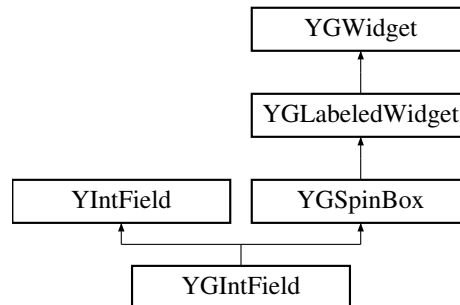 YGWidget
YGLabeledWidget
YIntField
YGSpinBox
YGIntField